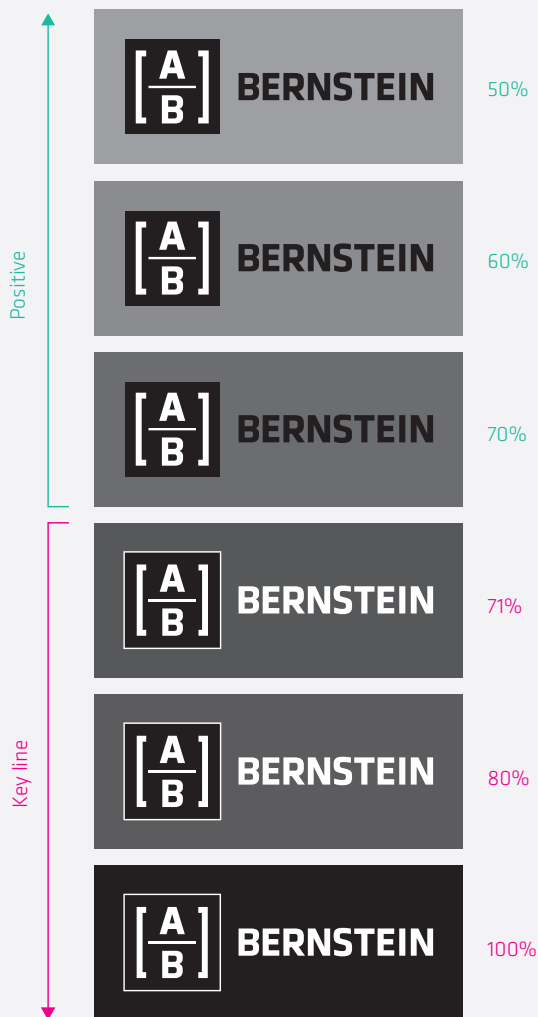 Positive
[A/B] BERNSTEIN 50%
[A/B] BERNSTEIN 60%
[A/B] BERNSTEIN 70%
Key line
[A/B] BERNSTEIN 71%
[A/B] BERNSTEIN 80%
[A/B] BERNSTEIN 100%